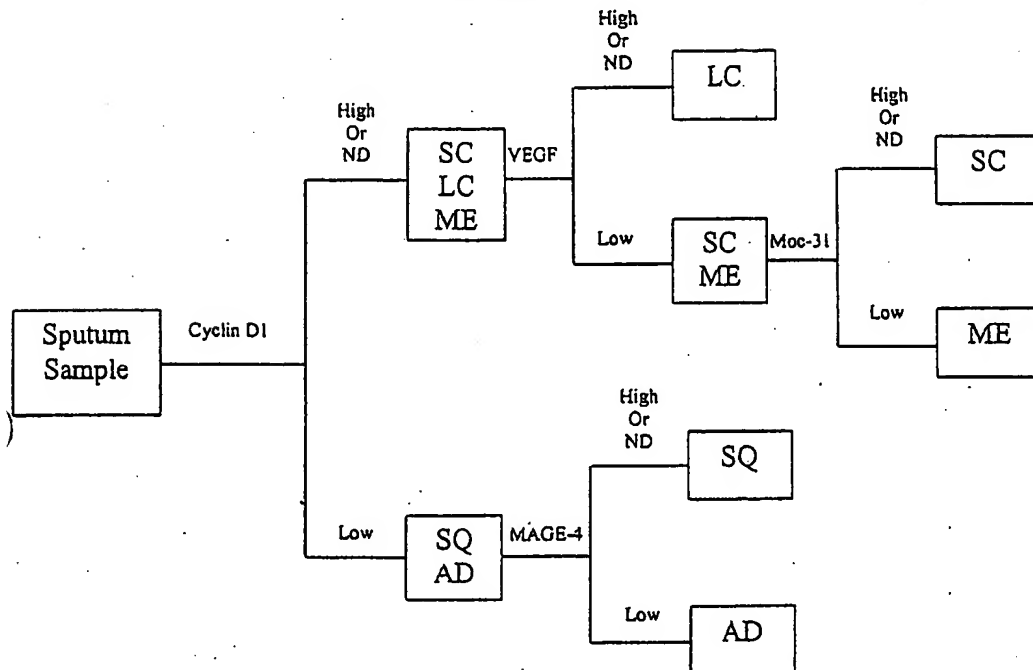 High
Or
ND
LC
High
Or
ND
SC
LC
ME
VEGF
High
Or
ND
SC
Low
SC
ME
Moc-31
Low
ME
Sputum
Sample
Cyclin D1
)
High
Or
ND
SQ
Low
SQ
AD
MAGE-4
Low
AD